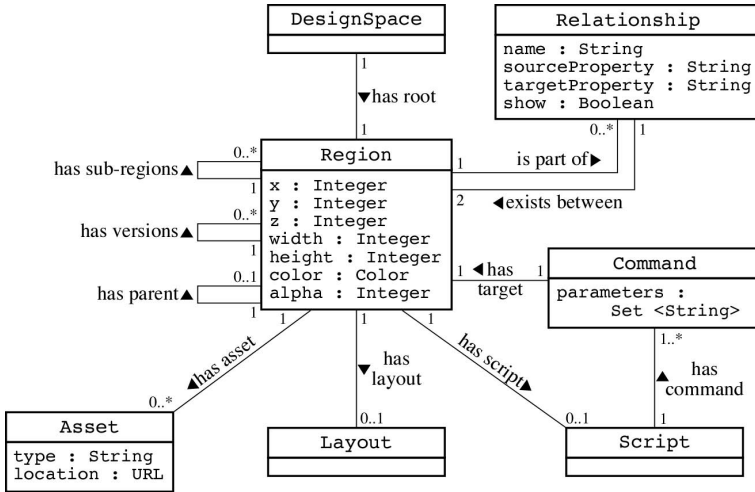 DesignSpace
1
▼has root
1
Relationship
name : String
sourceProperty : String
targetProperty : String
show : Boolean
0..*
1
Region
x : Integer
y : Integer
z : Integer
width : Integer
height : Integer
color : Color
alpha : Integer
0..*
has sub-regions▲
1
0..*
has versions▲
1
0..1
has parent▲
1
1
is part of▶
2
◀exists between
1
◀has
target
1
Command
parameters :
Set <String>
1..*
has
▲
command
1
1
◀has asset
0..*
1
has
▼
layout
0..1
1
has script▶
0..1
Asset
type : String
location : URL
Layout
Script